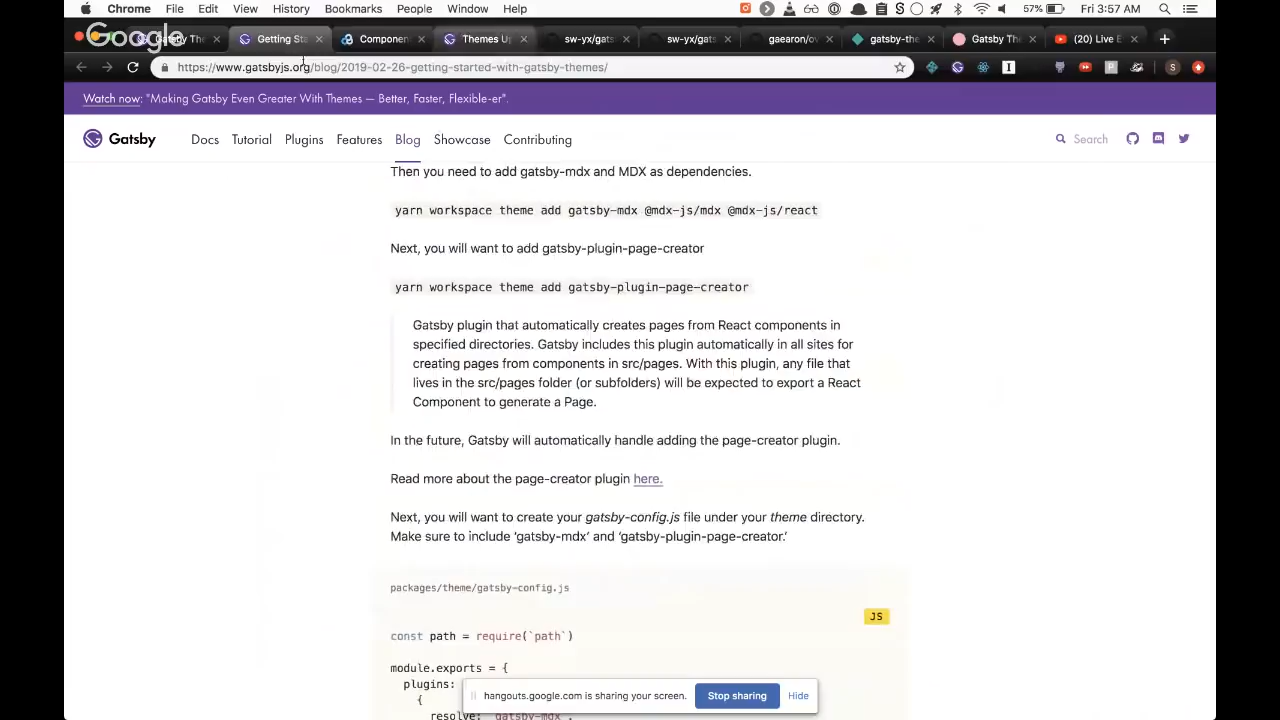 Chrome File Edit View History Bookmarks People Window Help 57% Fri 3:57 AM
Google
Getting Sta Componen Themes Up sw-yx/gats sw-yx/gats gaearon/ov gatsby-the Gatsby The (20) Live E
https://www.gatsbyjs.org/blog/2019-02-26-getting-started-with-gatsby-themes/
Watch now: "Making Gatsby Even Greater With Themes — Better, Faster, Flexible-er".
Gatsby Docs Tutorial Plugins Features Blog Showcase Contributing Search
Then you need to add gatsby-mdx and MDX as dependencies.
yarn workspace theme add gatsby-mdx @mdx-js/mdx @mdx-js/react
Next, you will want to add gatsby-plugin-page-creator
yarn workspace theme add gatsby-plugin-page-creator
Gatsby plugin that automatically creates pages from React components in
specified directories. Gatsby includes this plugin automatically in all sites for
creating pages from components in src/pages. With this plugin, any file that
lives in the src/pages folder (or subfolders) will be expected to export a React
Component to generate a Page.
In the future, Gatsby will automatically handle adding the page-creator plugin.
Read more about the page-creator plugin here.
Next, you will want to create your gatsby-config.js file under your theme directory.
Make sure to include ‘gatsby-mdx’ and ‘gatsby-plugin-page-creator.’
packages/theme/gatsby-config.js
JS
const path = require(`path`)
module.exports = {
plugins:
{
resolve: `gatsby-mdx`,
hangouts.google.com is sharing your screen. Stop sharing Hide